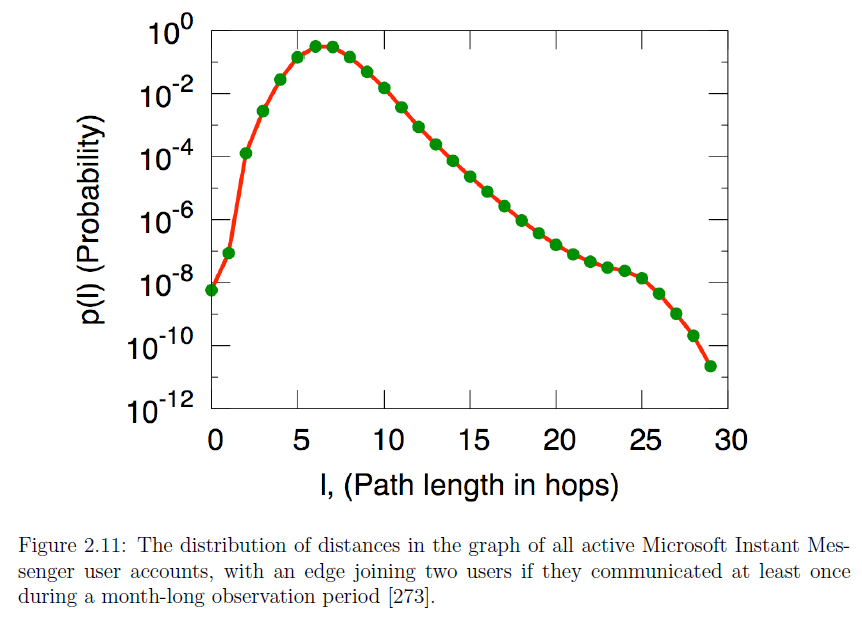 10^0
10^-2
10^-4
10^-6
10^-8
10^-10
10^-12
p(l) (Probability)
0 5 10 15 20 25 30
l, (Path length in hops)
Figure 2.11: The distribution of distances in the graph of all active Microsoft Instant Mes-
senger user accounts, with an edge joining two users if they communicated at least once
during a month-long observation period [273].